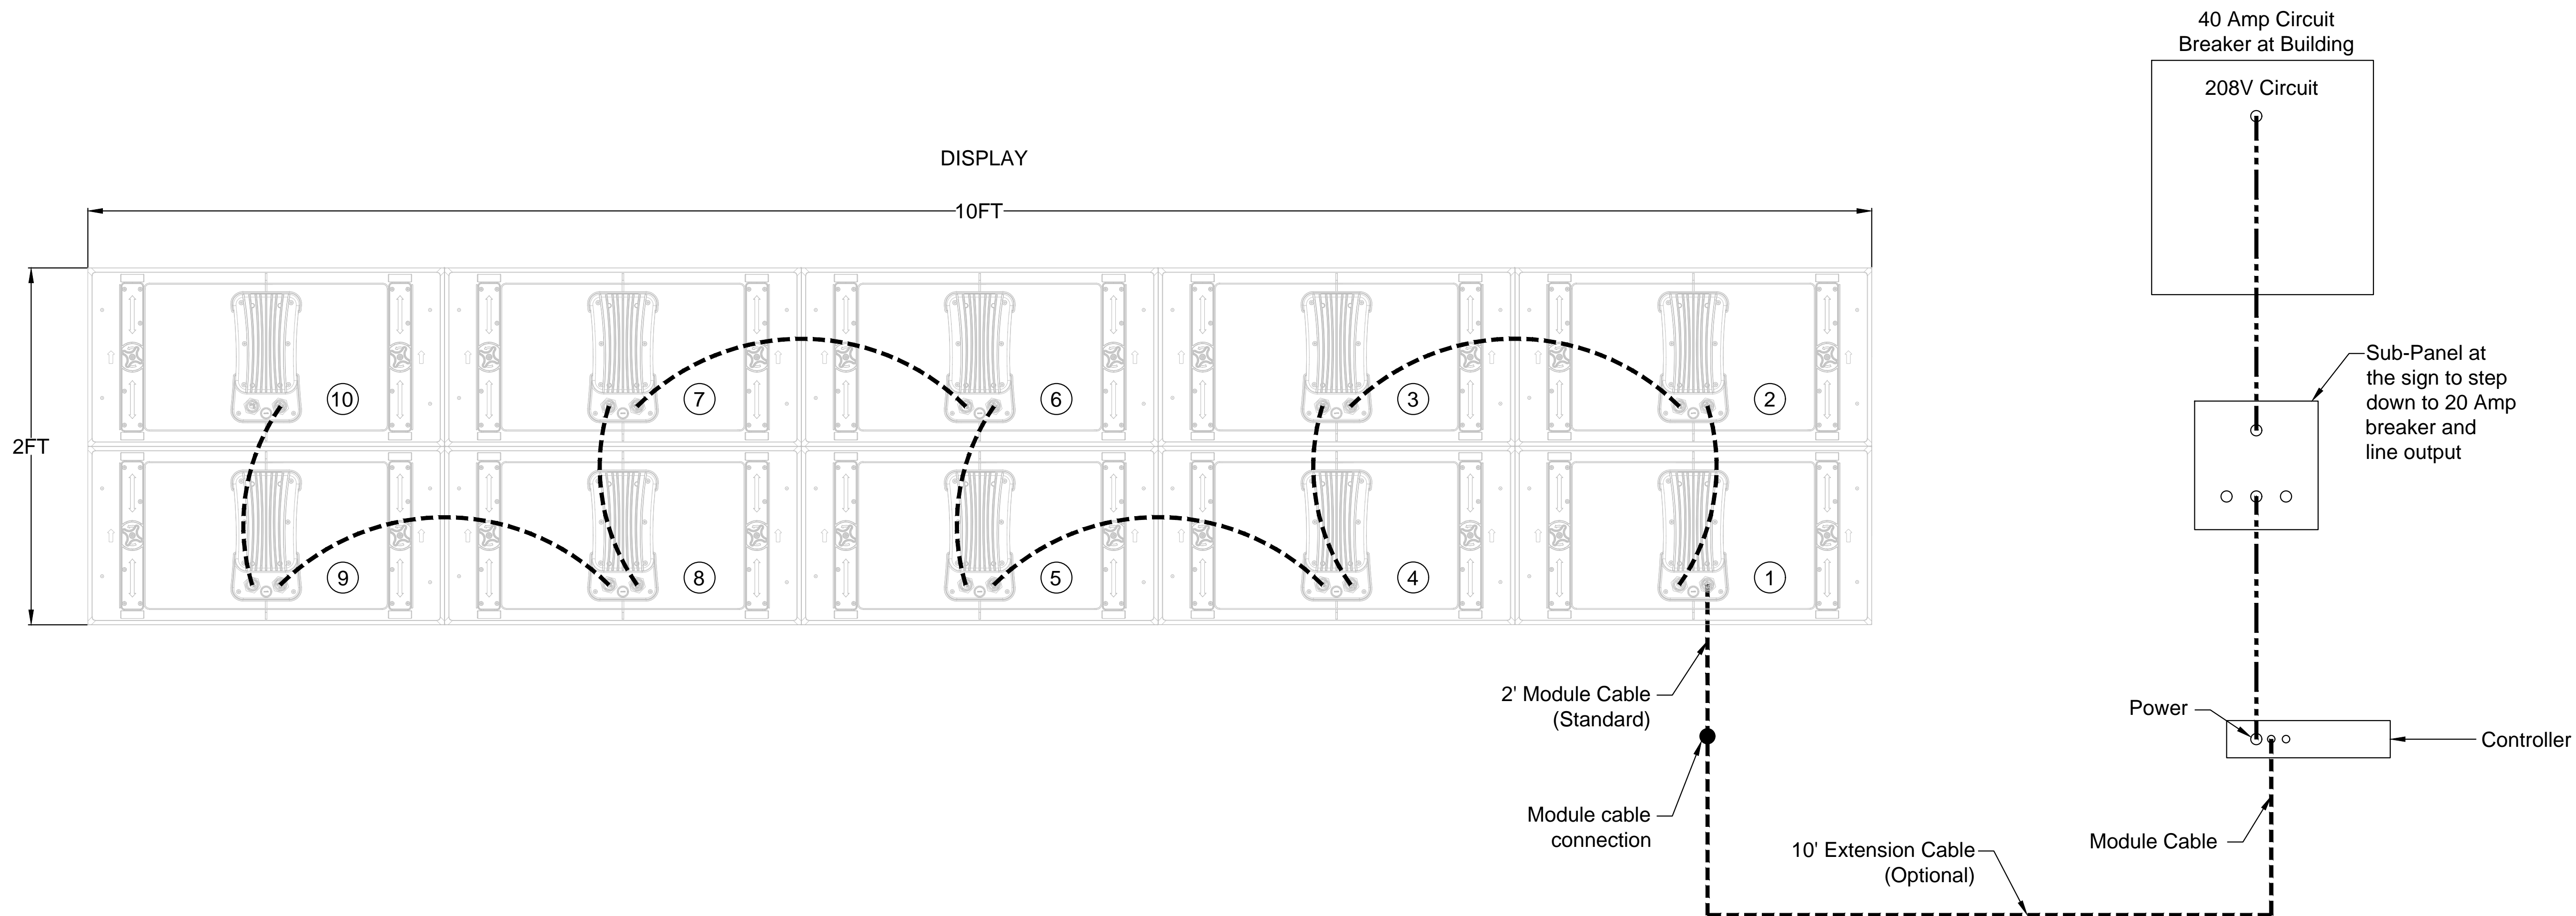 40 Amp Circuit
Breaker at Building
208V Circuit
DISPLAY
10FT
2FT
10
7
6
3
2
9
8
5
4
1
Sub-Panel at
the sign to step
down to 20 Amp
breaker and
line output
2' Module Cable
(Standard)
Power
Controller
Module cable
connection
Module Cable
10' Extension Cable
(Optional)